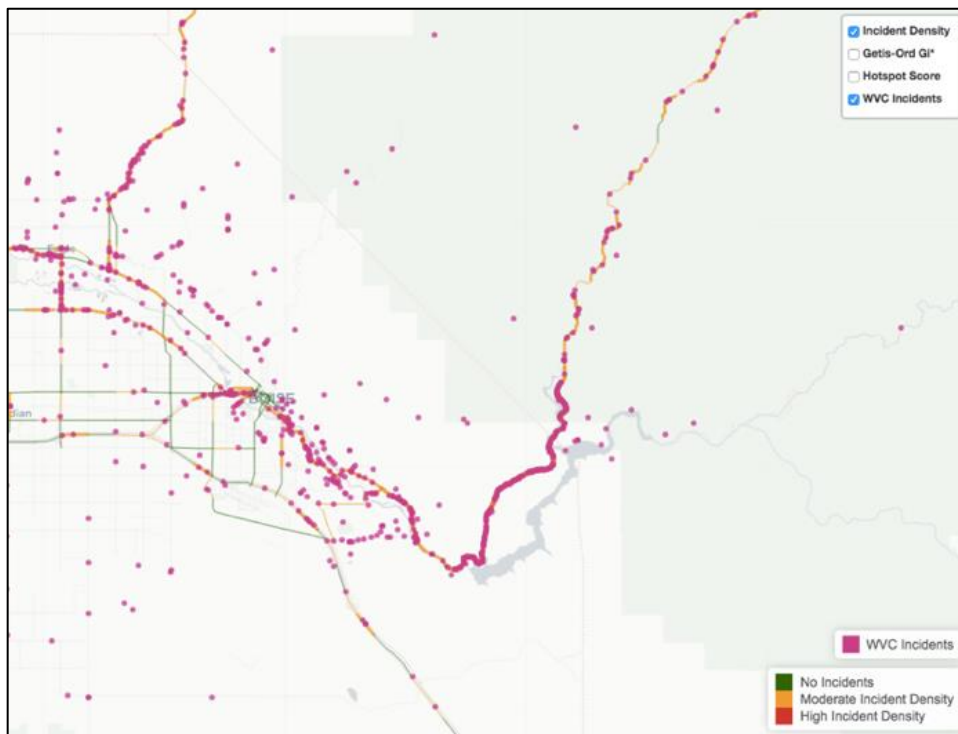 Incident Density
Getis-Ord Gi*
Hotspot Score
WVC Incidents
dian
WVC Incidents
No Incidents
Moderate Incident Density
High Incident Density